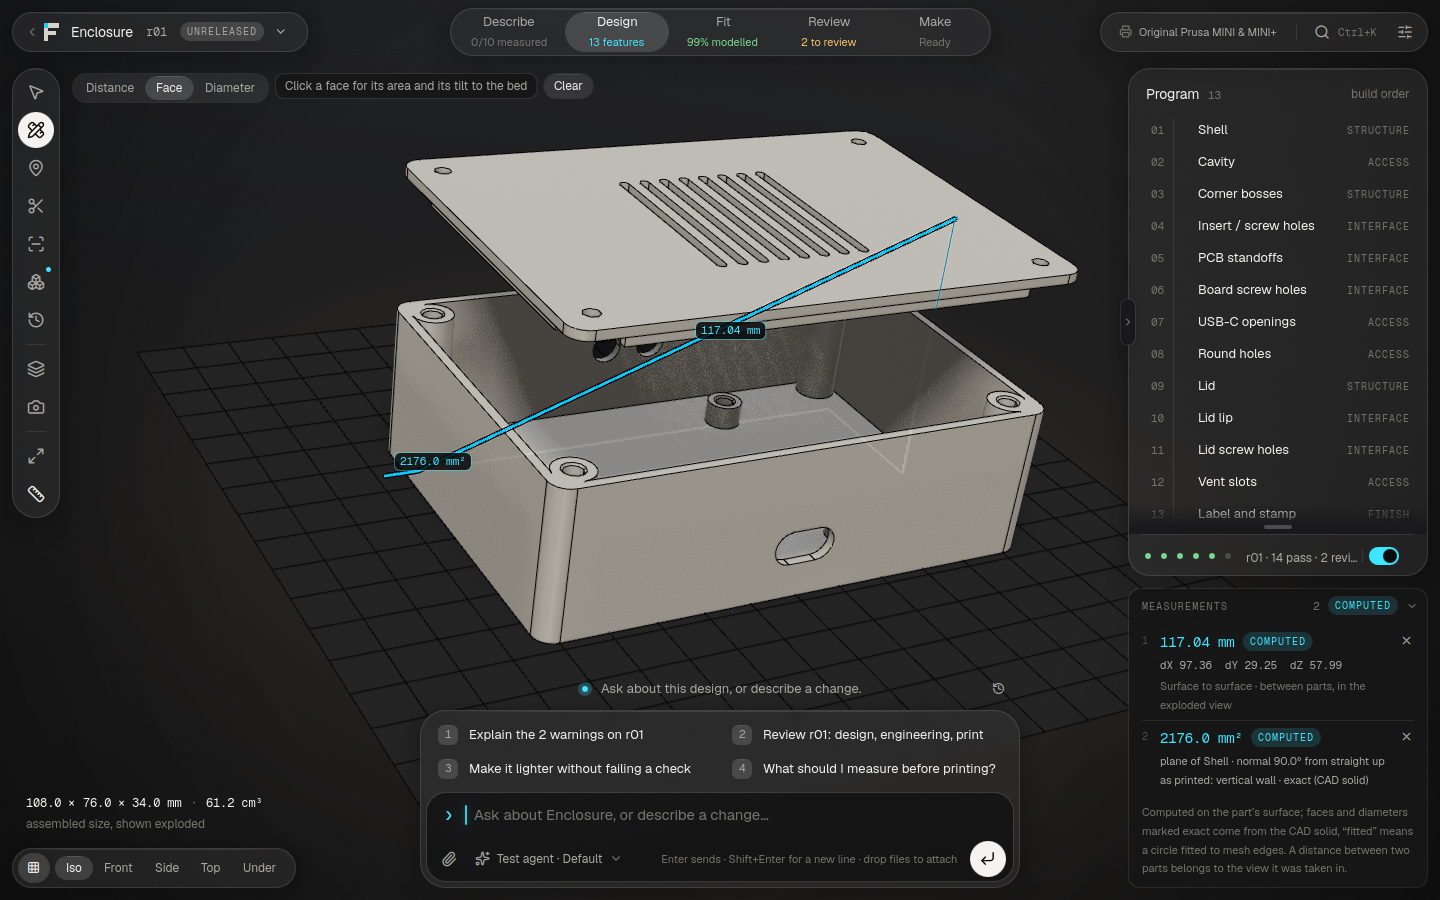 Enclosure r01 UNRELEASED
Describe
0/10 measured
Design
13 features
Fit
99% modelled
Review
2 to review
Make
Ready
Original Prusa MINI & MINI+
Ctrl+K
Distance Face Diameter
Click a face for its area and its tilt to the bed
Clear
Program 13 build order
01 Shell STRUCTURE
02 Cavity ACCESS
03 Corner bosses STRUCTURE
04 Insert / screw holes INTERFACE
05 PCB standoffs INTERFACE
06 Board screw holes INTERFACE
07 USB-C openings ACCESS
08 Round holes ACCESS
09 Lid STRUCTURE
10 Lid lip INTERFACE
11 Lid screw holes INTERFACE
12 Vent slots ACCESS
13 Label and stamp FINISH
r01 · 14 pass · 2 revi...
117.04 mm
2176.0 mm²
MEASUREMENTS 2 COMPUTED
1 117.04 mm COMPUTED
dX 97.36 dY 29.25 dZ 57.99
Surface to surface · between parts, in the
exploded view
2 2176.0 mm² COMPUTED
plane of Shell · normal 90.0° from straight up
as printed: vertical wall · exact (CAD solid)
Computed on the part's surface; faces and diameters
marked exact come from the CAD solid, “fitted” means
a circle fitted to mesh edges. A distance between two
parts belongs to the view it was taken in.
Ask about this design, or describe a change.
1 Explain the 2 warnings on r01
2 Review r01: design, engineering, print
3 Make it lighter without failing a check
4 What should I measure before printing?
Ask about Enclosure, or describe a change...
Test agent · Default
Enter sends · Shift+Enter for a new line · drop files to attach
108.0 × 76.0 × 34.0 mm · 61.2 cm³
assembled size, shown exploded
Iso Front Side Top Under